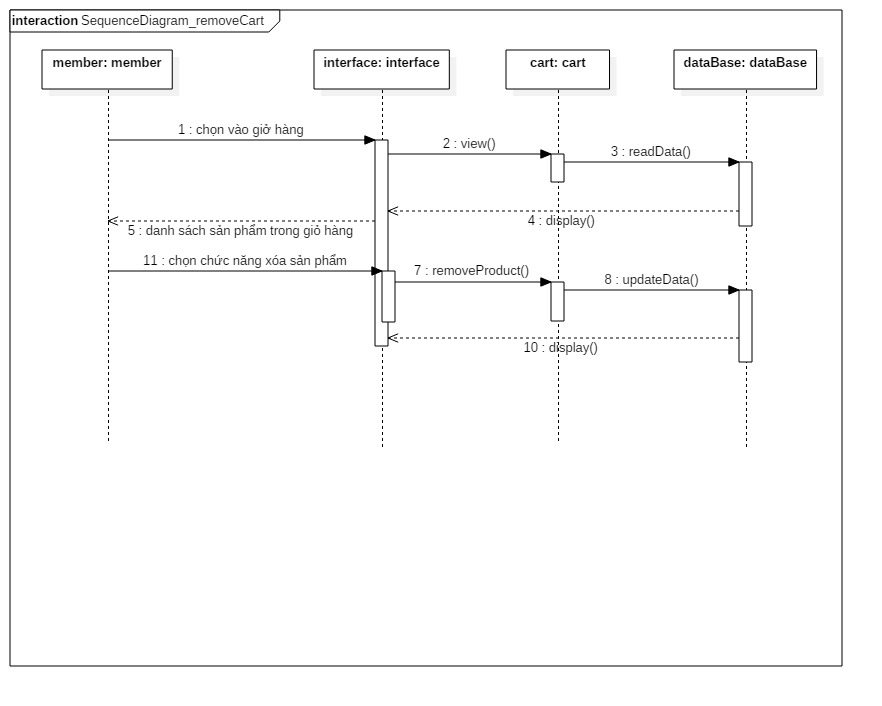 interaction SequenceDiagram_removeCart
member: member
interface: interface
cart: cart
dataBase: dataBase
1 : chọn vào giở hàng
2 : view()
3 : readData()
4 : display()
5 : danh sách sản phẩm trong giỏ hàng
11 : chọn chức năng xóa sản phẩm
7 : removeProduct()
8 : updateData()
10 : display()